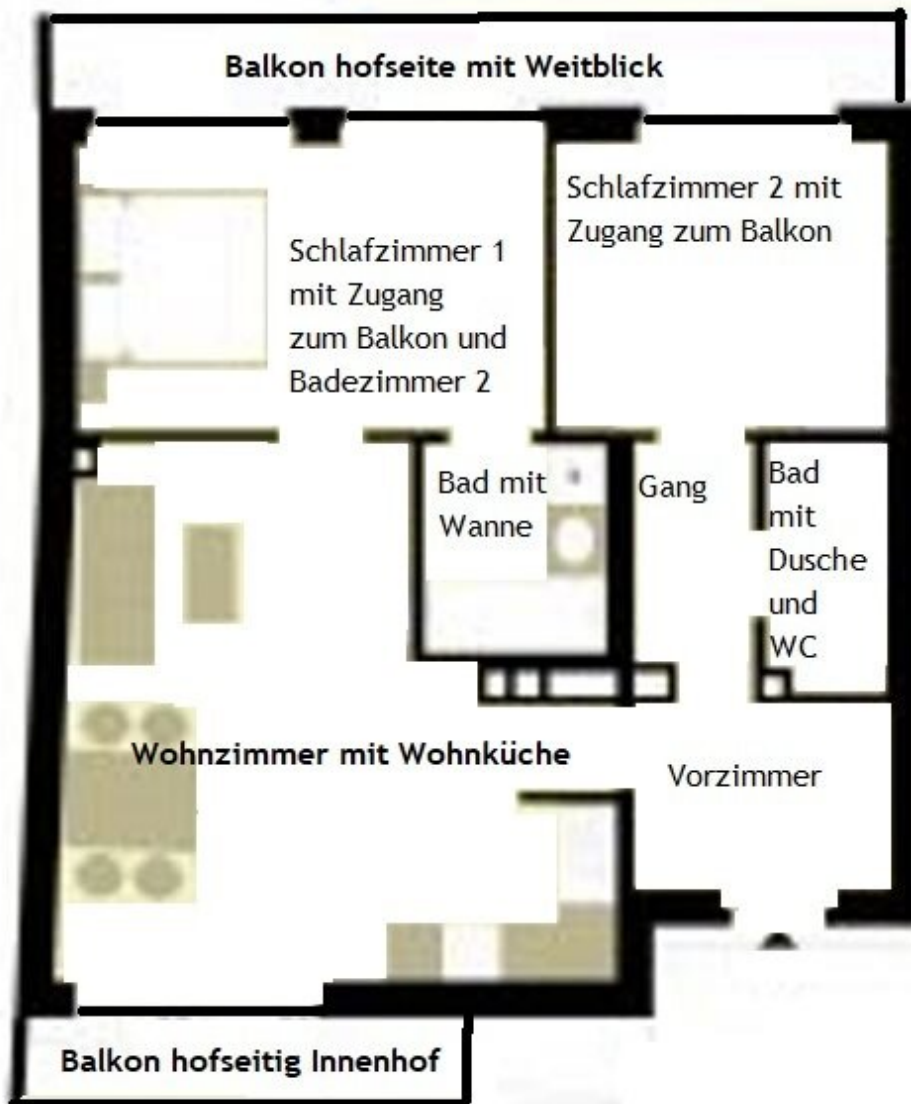 Balkon hofseite mit Weitblick
Schlafzimmer 1
mit Zugang
zum Balkon und
Badezimmer 2
Schlafzimmer 2 mit
Zugang zum Balkon
Bad mit
Wanne
Gang
Bad
mit
Dusche
und
WC
Wohnzimmer mit Wohnküche
Vorzimmer
Balkon hofseitig Innenhof